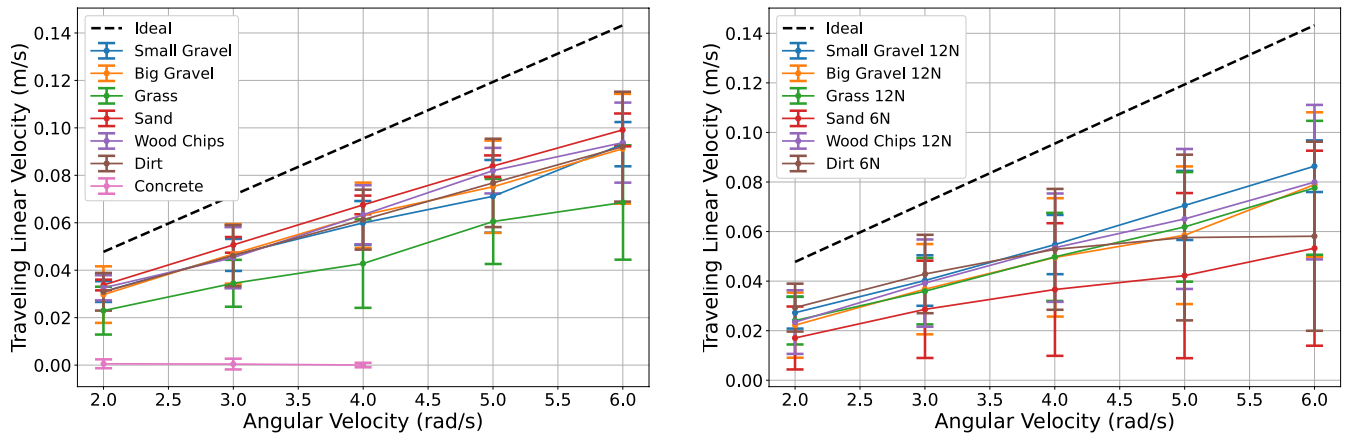 Traveling Linear Velocity (m/s)
0.14
0.12
0.10
0.08
0.06
0.04
0.02
0.00
Ideal
Small Gravel
Big Gravel
Grass
Sand
Wood Chips
Dirt
Concrete
2.0 2.5 3.0 3.5 4.0 4.5 5.0 5.5 6.0
Angular Velocity (rad/s)
Traveling Linear Velocity (m/s)
0.14
0.12
0.10
0.08
0.06
0.04
0.02
0.00
Ideal
Small Gravel 12N
Big Gravel 12N
Grass 12N
Sand 6N
Wood Chips 12N
Dirt 6N
2.0 2.5 3.0 3.5 4.0 4.5 5.0 5.5 6.0
Angular Velocity (rad/s)